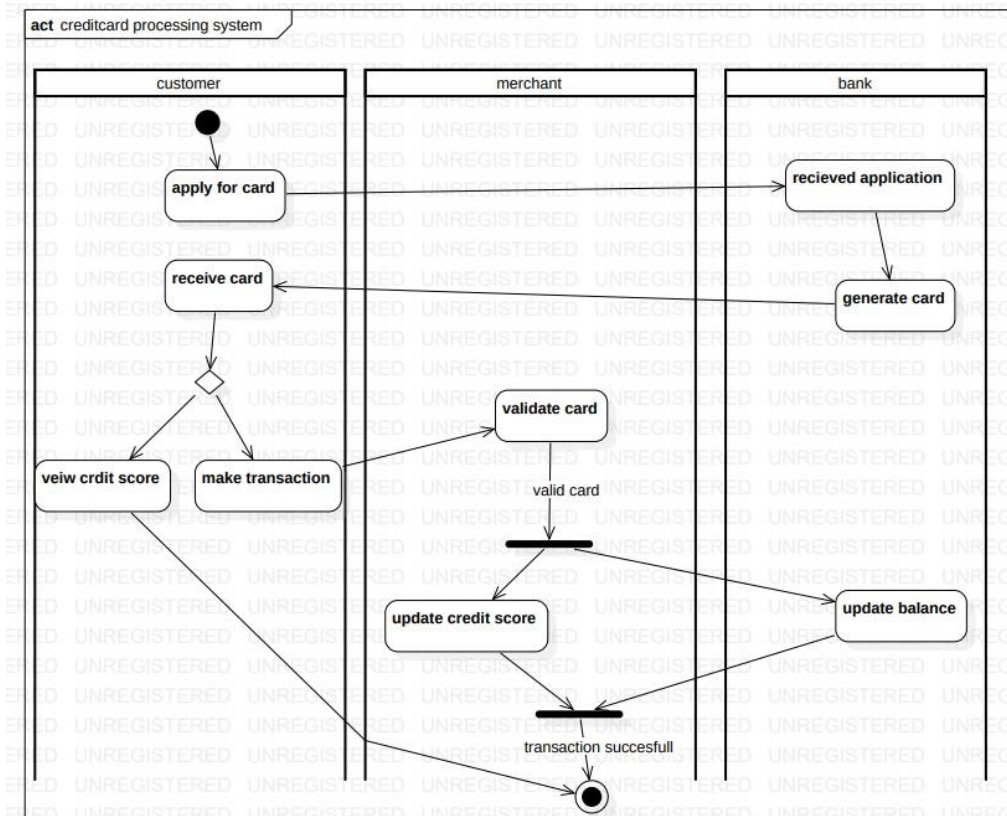 act creditcard processing system
customer
merchant
bank
apply for card
recieved application
receive card
generate card
validate card
veiw crdit score
make transaction
valid card
update credit score
update balance
transaction succesfull
UNREGISTERED